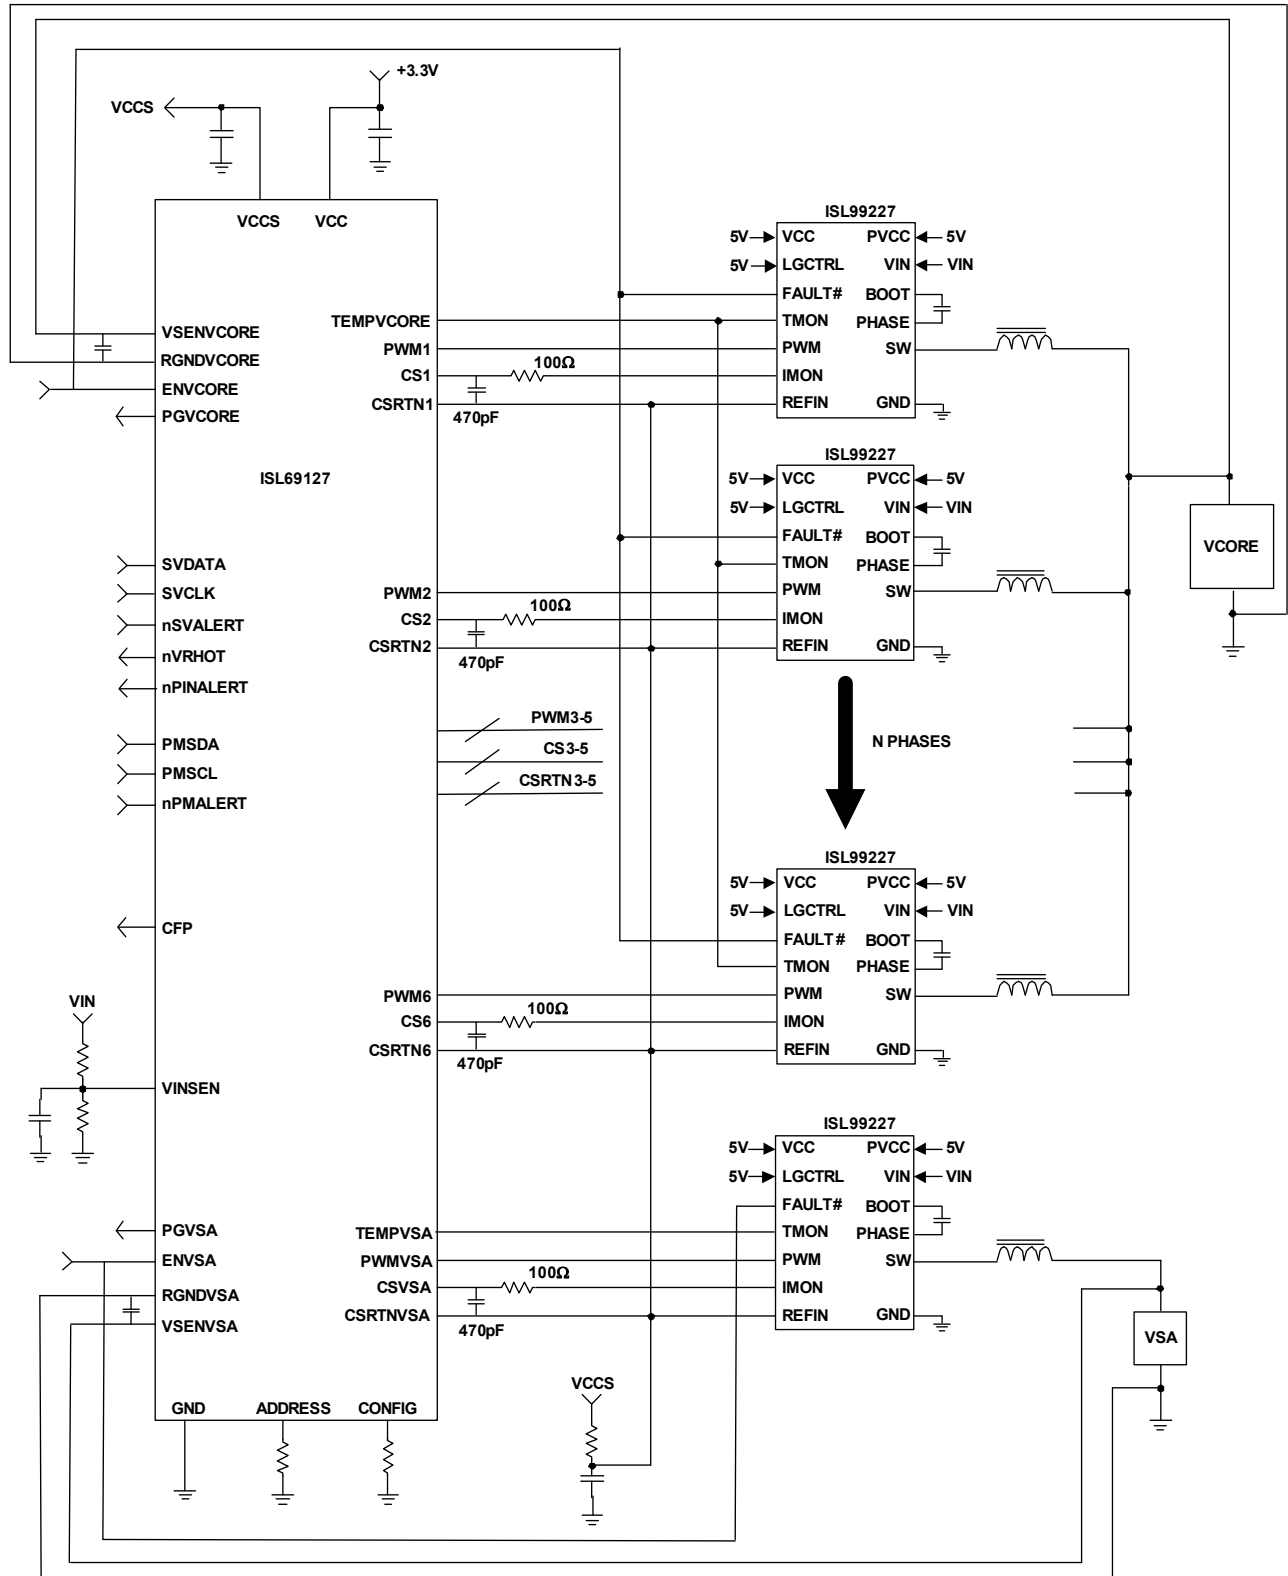 +3.3V
VCCS
VCCS VCC
ISL99227
5V VCC PVCC 5V
5V LGCTRL VIN VIN
FAULT# BOOT
TMON PHASE
PWM SW
IMON
REFIN GND
VSENVCORE TEMPVCORE
RGNDVCORE PWM1
100Ω
ENVCORE CS1
PGVCORE CSRTN1
470pF
ISL69127
ISL99227
5V VCC PVCC 5V
5V LGCTRL VIN VIN
FAULT# BOOT
TMON PHASE
PWM SW
IMON
REFIN GND
VCORE
SVDATA
SVCLK PWM2
100Ω
nSVALERT CS2
nVRHOT CSRTN2
470pF
nPINALERT
PWM3-5
PMSDA CS3-5
PMSCL CSRTN3-5
nPMALERT
N PHASES
ISL99227
5V VCC PVCC 5V
5V LGCTRL VIN VIN
FAULT# BOOT
TMON PHASE
PWM SW
IMON
REFIN GND
CFP
VIN PWM6
100Ω
CS6
CSRTN6
470pF
VINSEN
ISL99227
5V VCC PVCC 5V
5V LGCTRL VIN VIN
FAULT# BOOT
TMON PHASE
PWM SW
IMON
REFIN GND
PGVSA TEMPVSA
ENVSA PWMVSA
100Ω
RGNDVSA CSVSA
VSENVSA CSRTNVSA
470pF
VSA
VCCS
GND ADDRESS CONFIG